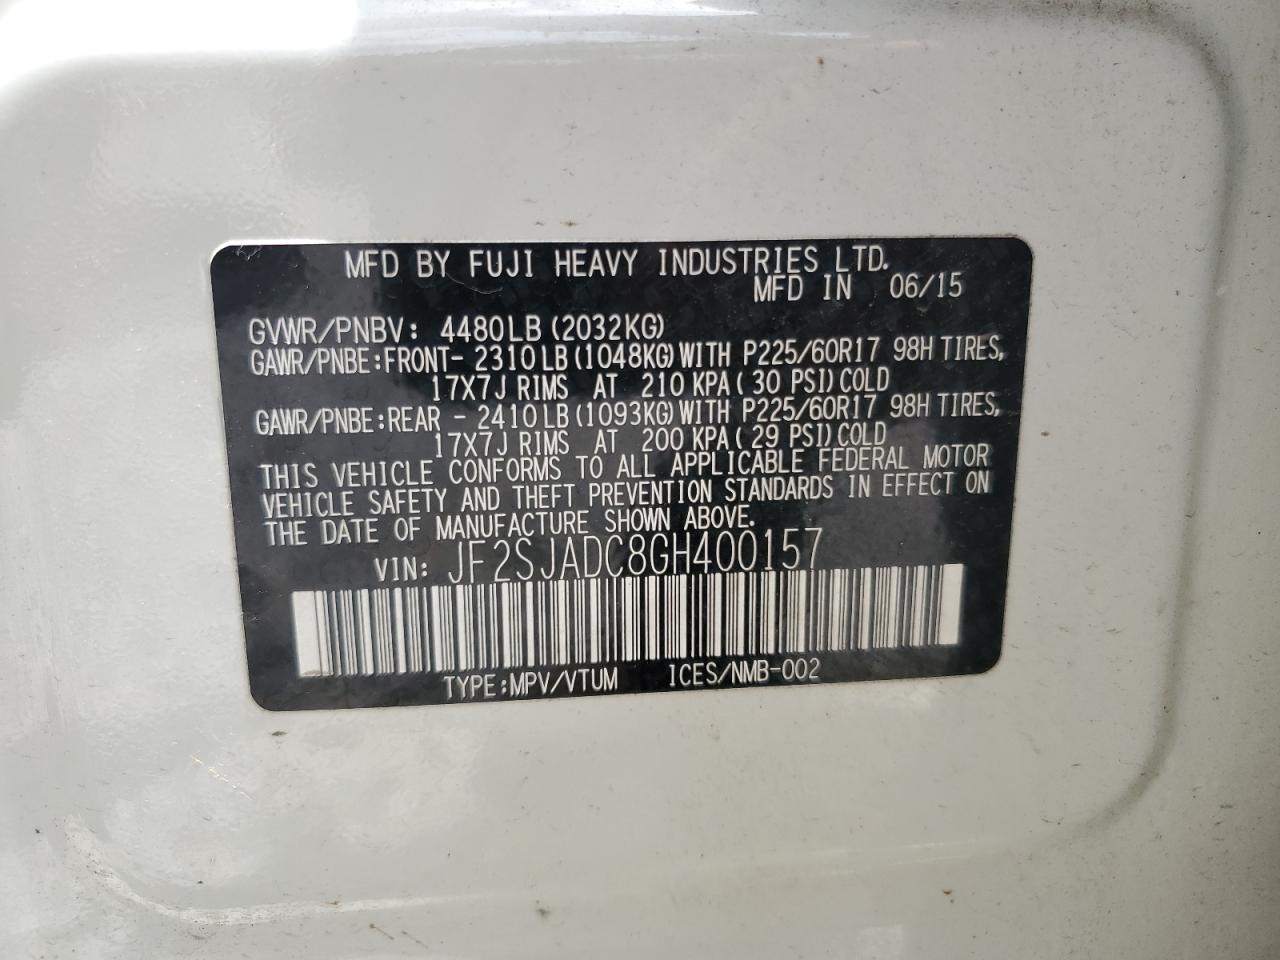 MFD BY FUJI HEAVY INDUSTRIES LTD.
MFD IN 06/15
GVWR/PNBV: 4480LB (2032KG)
GAWR/PNBE:FRONT- 2310LB (1048KG) WITH P225/60R17 98H TIRES,
17X7J RIMS AT 210 KPA( 30 PSI) COLD
GAWR/PNBE:REAR - 2410LB (1093KG) WITH P225/60R17 98H TIRES,
17X7J RIMS AT 200 KPA( 29 PSI) COLD
THIS VEHICLE CONFORMS TO ALL APPLICABLE FEDERAL MOTOR
VEHICLE SAFETY AND THEFT PREVENTION STANDARDS IN EFFECT ON
THE DATE OF MANUFACTURE SHOWN ABOVE.
VIN: JF2SJADC8GH400157
TYPE:MPV/VTUM ICES/NMB-002